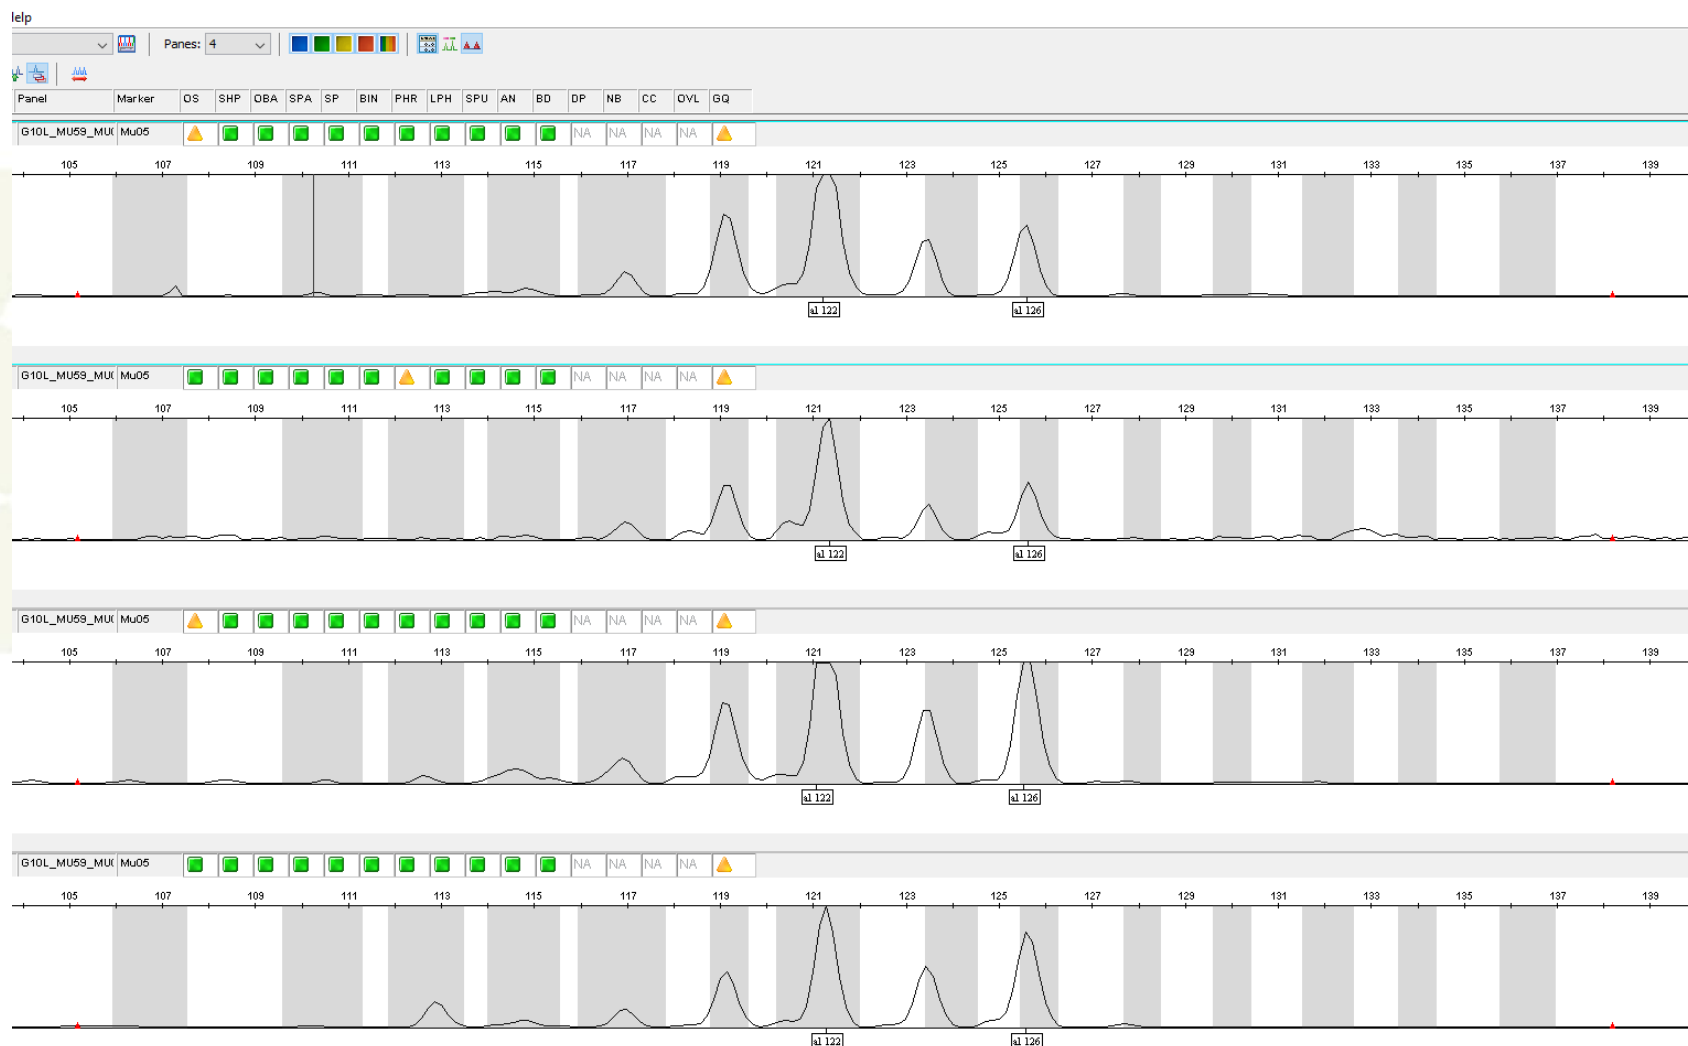 Help
Panes: 4
Panel Marker OS SHP OBA SPA SP BIN PHR LPH SPU AN BD DP NB CC OVL GQ
G10L_MU59_MU( Mu05 NA NA NA NA
105 107 109 111 113 115 117 119 121 123 125 127 129 131 133 135 137 139
al 122 al 126
G10L_MU59_MU( Mu05 NA NA NA NA
105 107 109 111 113 115 117 119 121 123 125 127 129 131 133 135 137 139
al 122 al 126
G10L_MU59_MU( Mu05 NA NA NA NA
105 107 109 111 113 115 117 119 121 123 125 127 129 131 133 135 137 139
al 122 al 126
G10L_MU59_MU( Mu05 NA NA NA NA
105 107 109 111 113 115 117 119 121 123 125 127 129 131 133 135 137 139
al 122 al 126